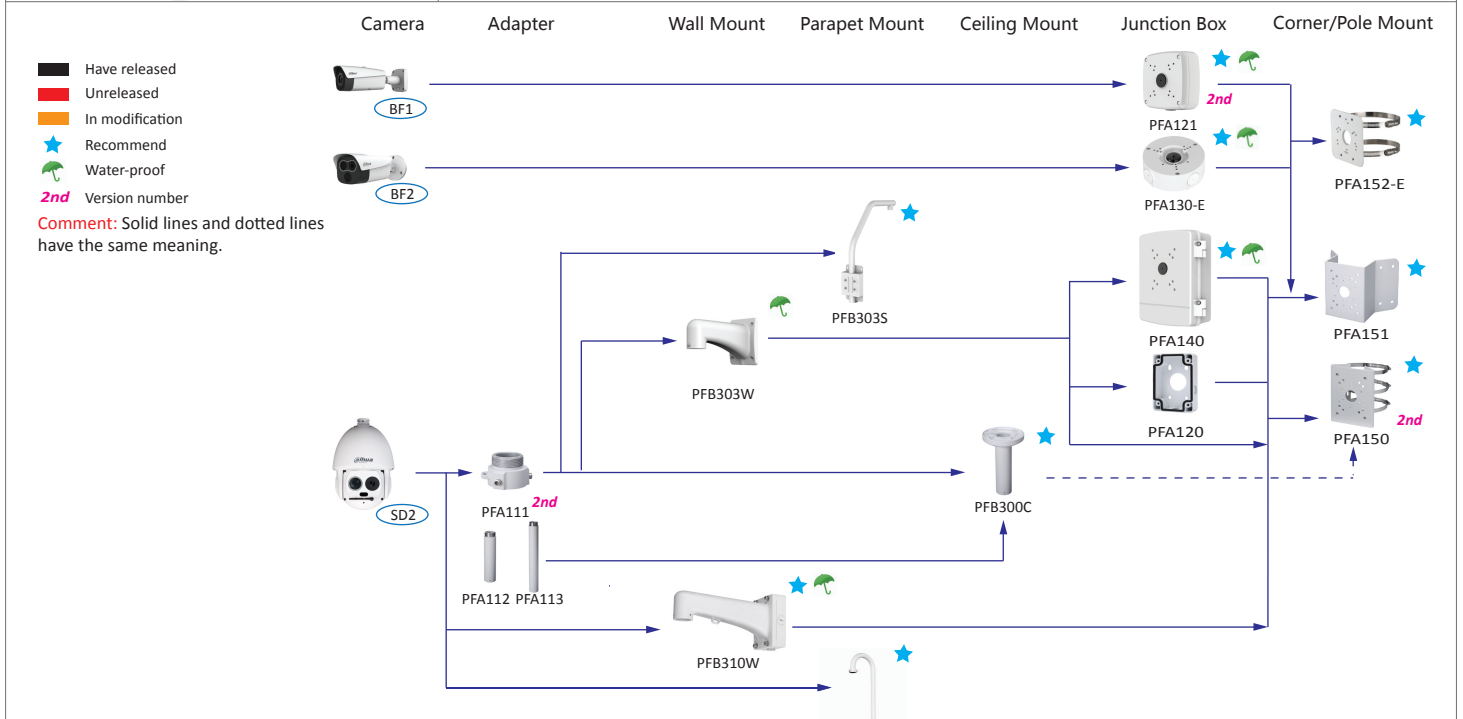 Camera
Adapter
Wall Mount
Parapet Mount
Ceiling Mount
Junction Box
Corner/Pole Mount
Have released
Unreleased
In modification
Recommend
Water-proof
2nd Version number
Comment: Solid lines and dotted lines
have the same meaning.
BF1
2nd
PFA121
PFA152-E
BF2
PFA130-E
PFB303S
PFA140
PFA151
PFB303W
PFA120
PFA150
2nd
alhua
SD2
PFA111
2nd
PFB300C
PFA112
PFA113
PFB310W